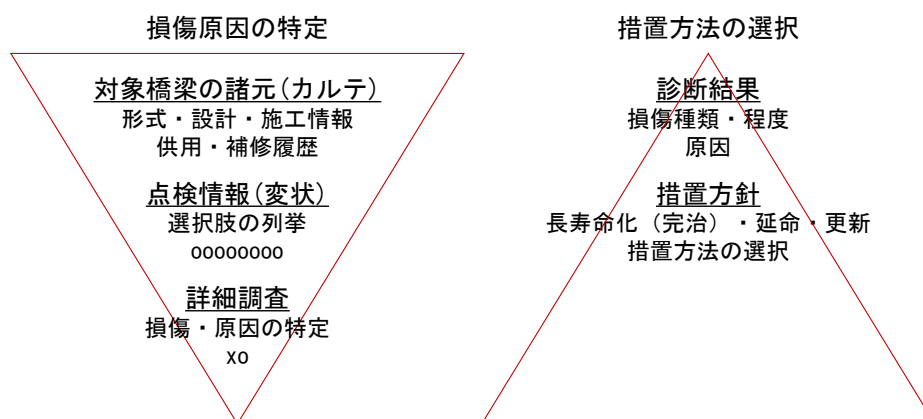 損傷原因の特定
対象橋梁の諸元(カルテ)
形式・設計・施工情報
供用・補修履歴
点検情報(変状)
選択肢の列挙
oooooooo
詳細調査
損傷・原因の特定
xo
措置方法の選択
診断結果
損傷種類・程度
原因
措置方針
長寿命化（完治）・延命・更新
措置方法の選択